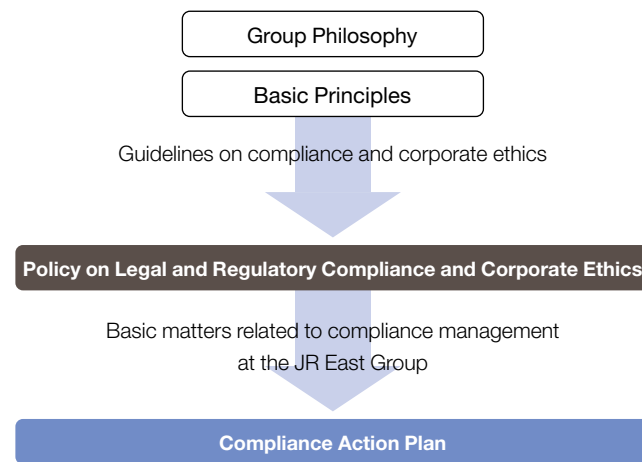 Group Philosophy
Basic Principles
Guidelines on compliance and corporate ethics
Policy on Legal and Regulatory Compliance and Corporate Ethics
Basic matters related to compliance management
at the JR East Group
Compliance Action Plan